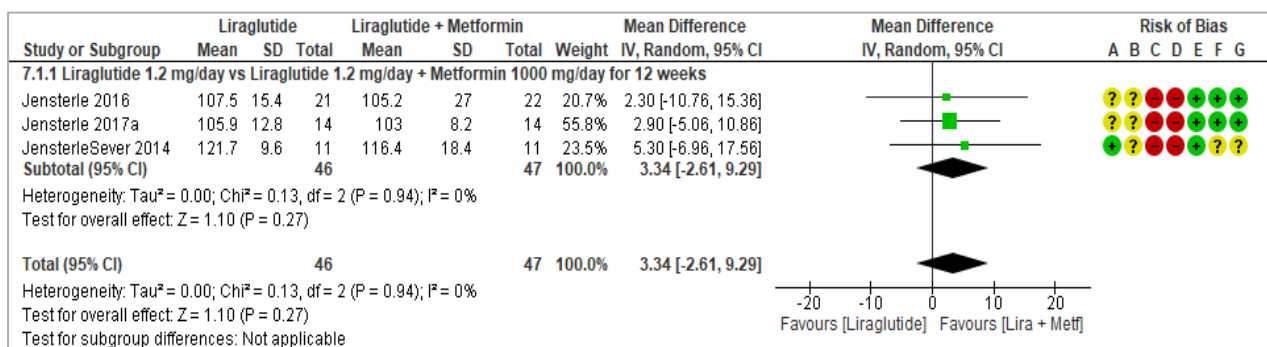 Liraglutide Liraglutide + Metformin Mean Difference Mean Difference Risk of Bias
Study or Subgroup Mean SD Total Mean SD Total Weight IV, Random, 95% CI IV, Random, 95% CI A B C D E F G
7.1.1 Liraglutide 1.2 mg/day vs Liraglutide 1.2 mg/day + Metformin 1000 mg/day for 12 weeks
Jensterle 2016 107.5 15.4 21 105.2 27 22 20.7% 2.30 [-10.76, 15.36] ? ? - - + + +
Jensterle 2017a 105.9 12.8 14 103 8.2 14 55.8% 2.90 [-5.06, 10.86] ? ? - - + + +
JensterleSever 2014 121.7 9.6 11 116.4 18.4 11 23.5% 5.30 [-6.96, 17.56] + ? - - + ? ?
Subtotal (95% CI) 46 47 100.0% 3.34 [-2.61, 9.29]
Heterogeneity: Tau² = 0.00; Chi² = 0.13, df = 2 (P = 0.94); I² = 0%
Test for overall effect: Z = 1.10 (P = 0.27)
Total (95% CI) 46 47 100.0% 3.34 [-2.61, 9.29]
Heterogeneity: Tau² = 0.00; Chi² = 0.13, df = 2 (P = 0.94); I² = 0%
Test for overall effect: Z = 1.10 (P = 0.27)
Test for subgroup differences: Not applicable
-20 -10 0 10 20
Favours [Liraglutide] Favours [Lira + Metf]